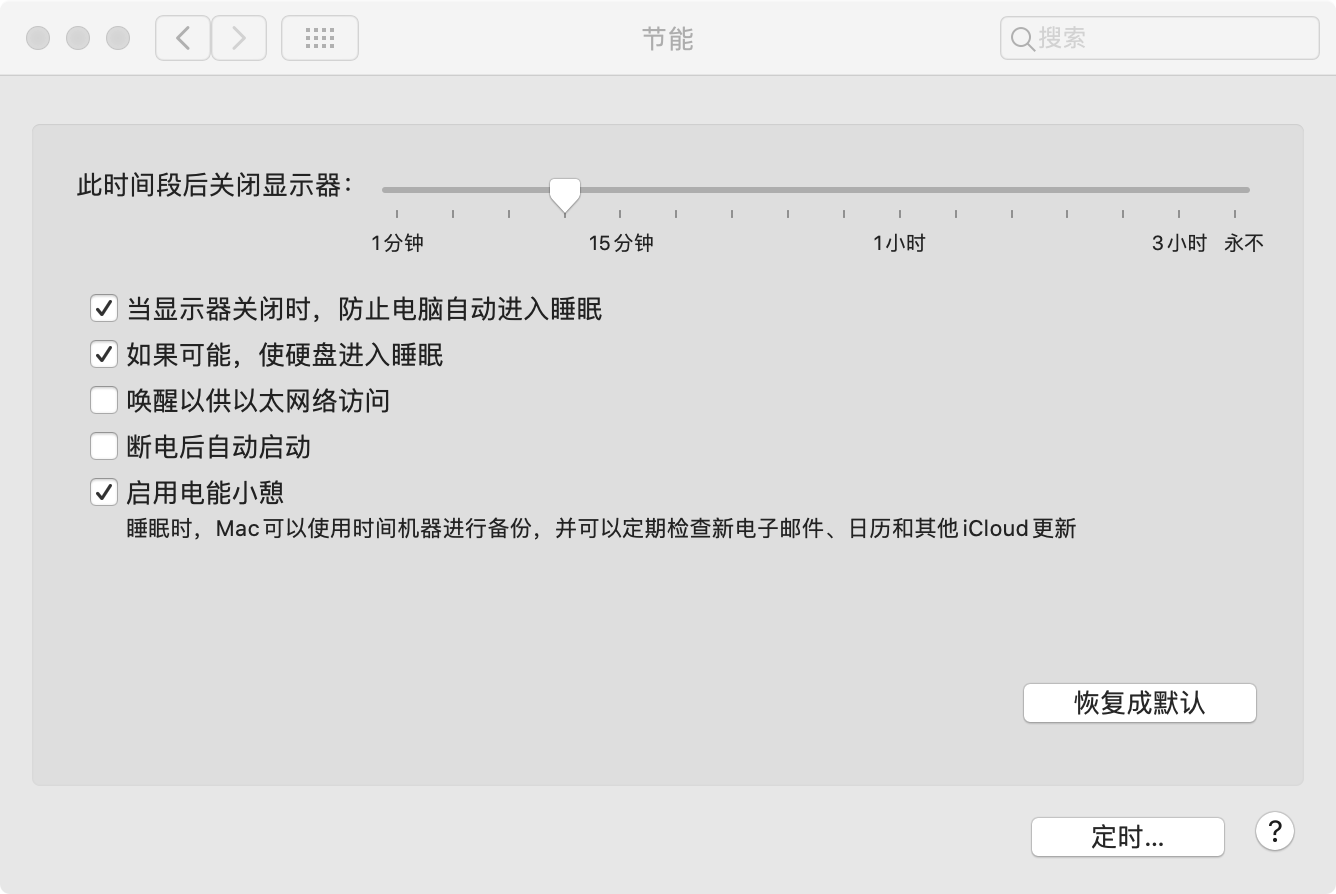 节能
搜索
此时间段后关闭显示器：
1分钟 15分钟 1小时 3小时 永不
当显示器关闭时，防止电脑自动进入睡眠
如果可能，使硬盘进入睡眠
唤醒以供以太网络访问
断电后自动启动
启用电能小憩
睡眠时，Mac可以使用时间机器进行备份，并可以定期检查新电子邮件、日历和其他iCloud更新
恢复成默认
定时...
?